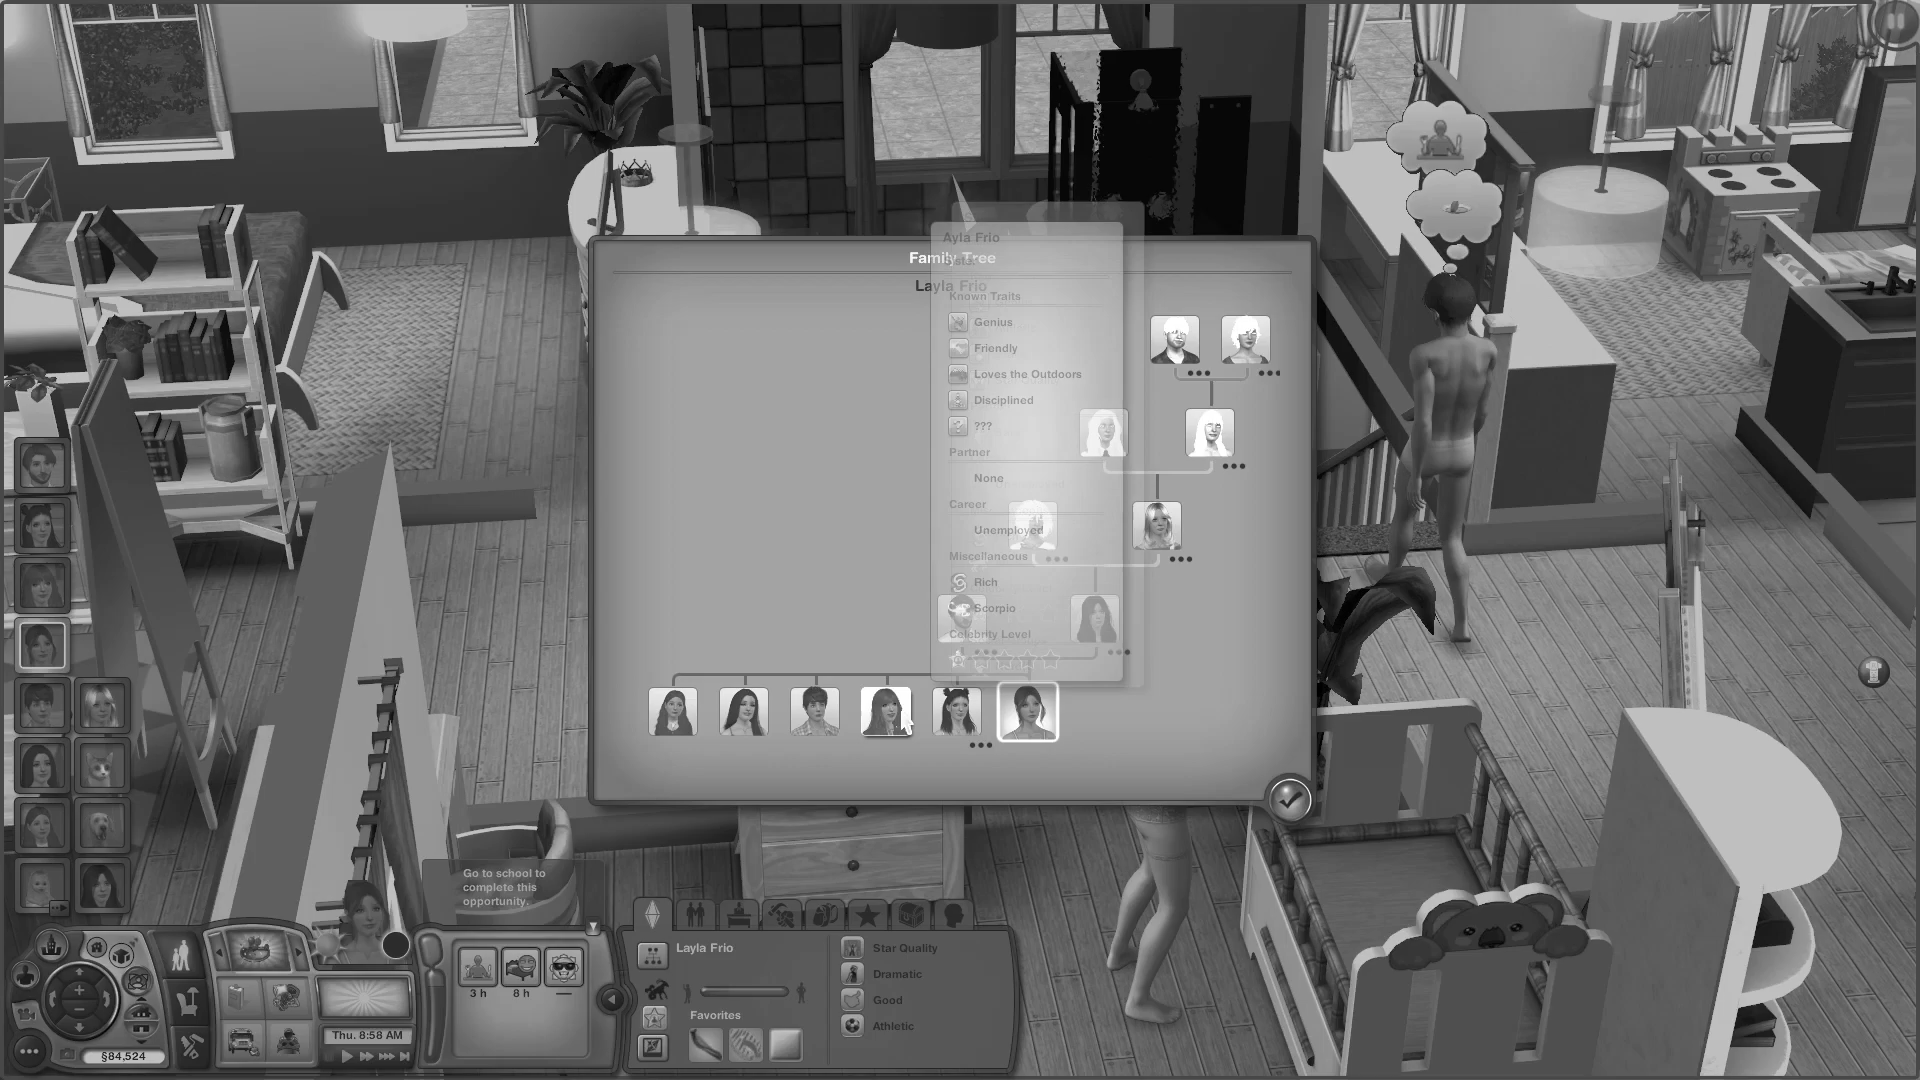 Family Tree
Layla Frio
Ayla Frio
Known Traits
Genius
Friendly
Loves the Outdoors
Disciplined
???
Partner
None
Career
Unemployed
Miscellaneous
Rich
Scorpio
Celebrity Level
Go to school to
complete this
opportunity.
Layla Frio
Favorites
Star Quality
Dramatic
Good
Athletic
3 h
8 h
Thu. 8:58 AM
§84,524